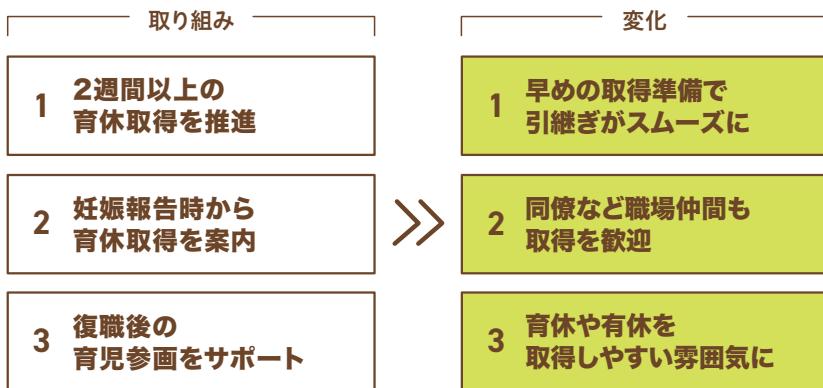 取り組み
1 2週間以上の
育休取得を推進
2 妊娠報告時から
育休取得を案内
3 復職後の
育児参画をサポート
変化
1 早めの取得準備で
引継ぎがスムーズに
2 同僚など職場仲間も
取得を歓迎
3 育休や有休を
取得しやすい雰囲気に